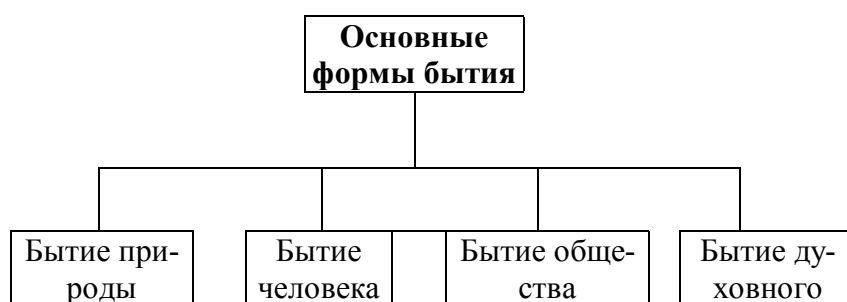 Основные
формы бытия
Бытие при-
роды
Бытие
человека
Бытие обще-
ства
Бытие ду-
ховного